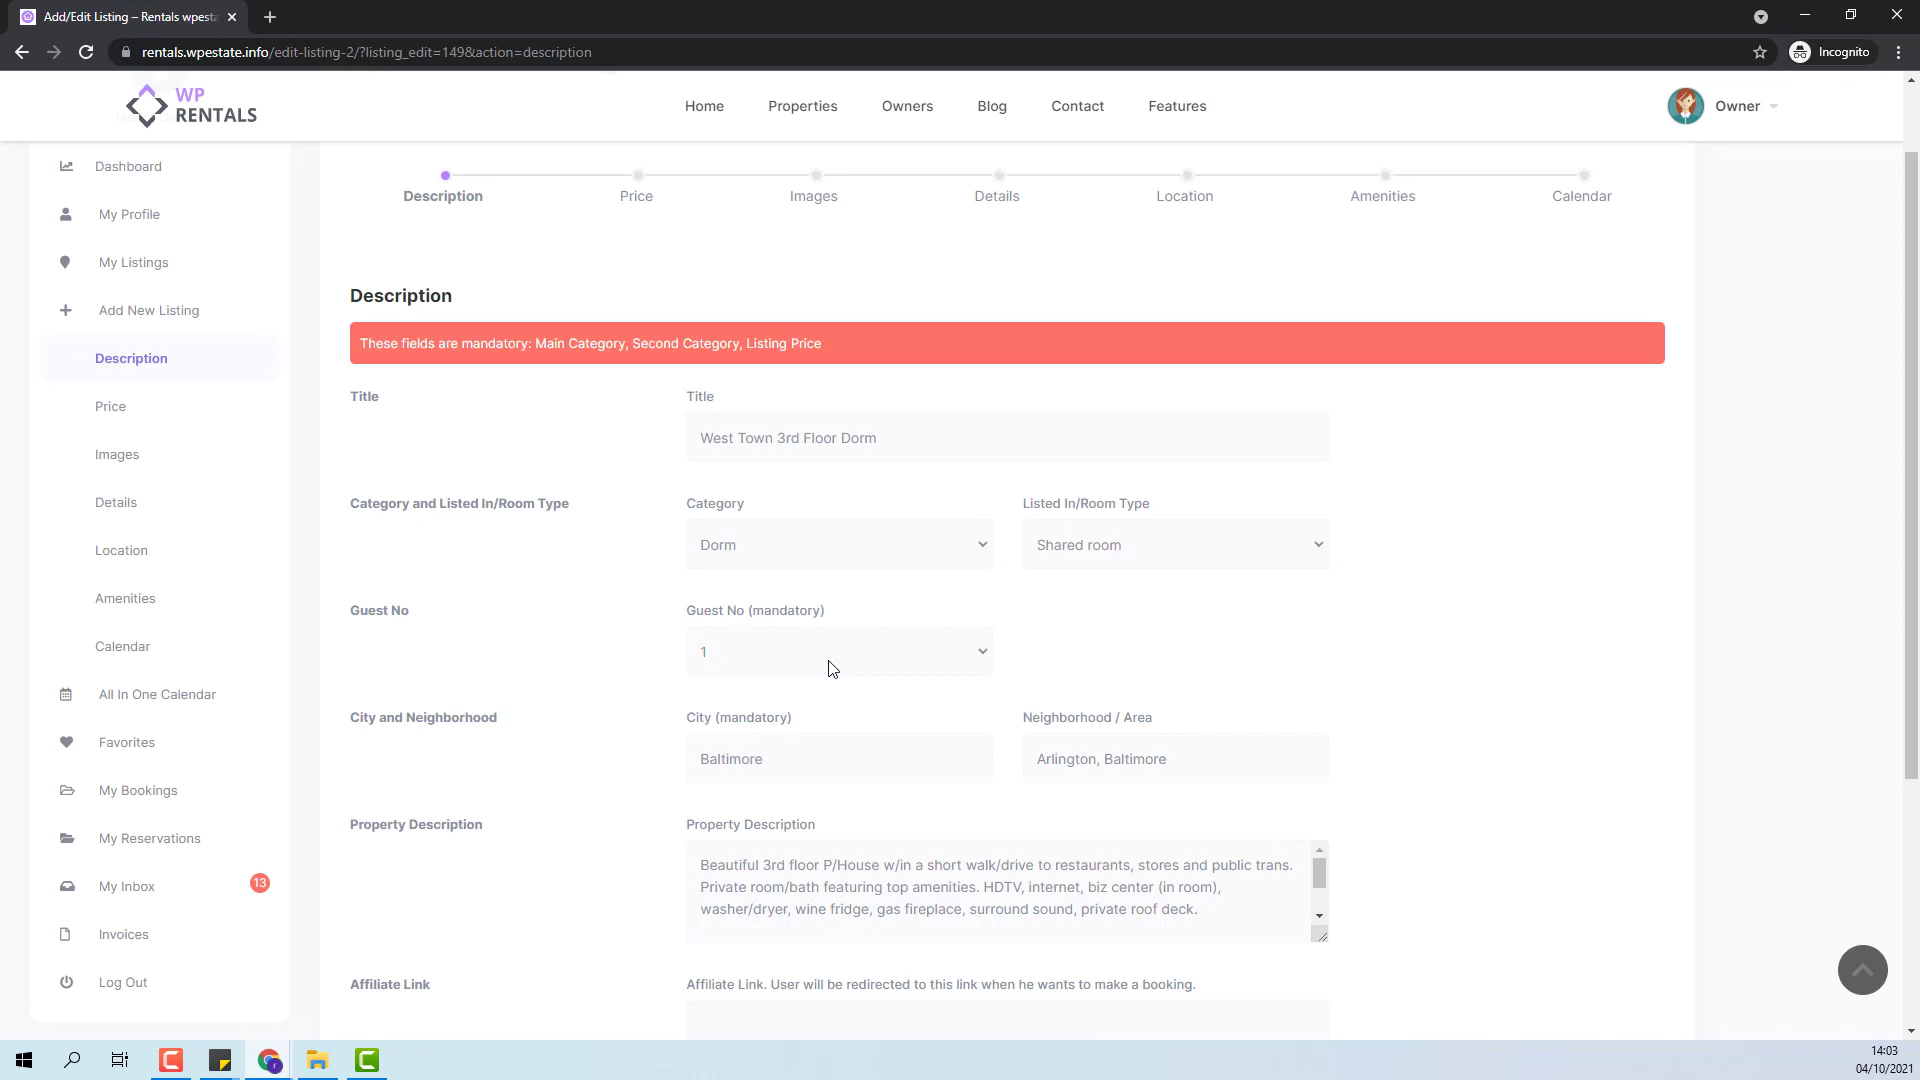 Add/Edit Listing – Rentals wpesta
rentals.wpestate.info/edit-listing-2/?listing_edit=149&action=description
Incognito
WP
RENTALS
Home
Properties
Owners
Blog
Contact
Features
Owner
Dashboard
My Profile
My Listings
Add New Listing
Description
Price
Images
Details
Location
Amenities
Calendar
All In One Calendar
Favorites
My Bookings
My Reservations
My Inbox
13
Invoices
Log Out
Description
Price
Images
Details
Location
Amenities
Calendar
Description
These fields are mandatory: Main Category, Second Category, Listing Price
Title
Title
West Town 3rd Floor Dorm
Category and Listed In/Room Type
Category
Listed In/Room Type
Dorm
Shared room
Guest No
Guest No (mandatory)
1
City and Neighborhood
City (mandatory)
Neighborhood / Area
Baltimore
Arlington, Baltimore
Property Description
Property Description
Beautiful 3rd floor P/House w/in a short walk/drive to restaurants, stores and public trans.
Private room/bath featuring top amenities. HDTV, internet, biz center (in room),
washer/dryer, wine fridge, gas fireplace, surround sound, private roof deck.
Affiliate Link
Affiliate Link. User will be redirected to this link when he wants to make a booking.
14:03
04/10/2021